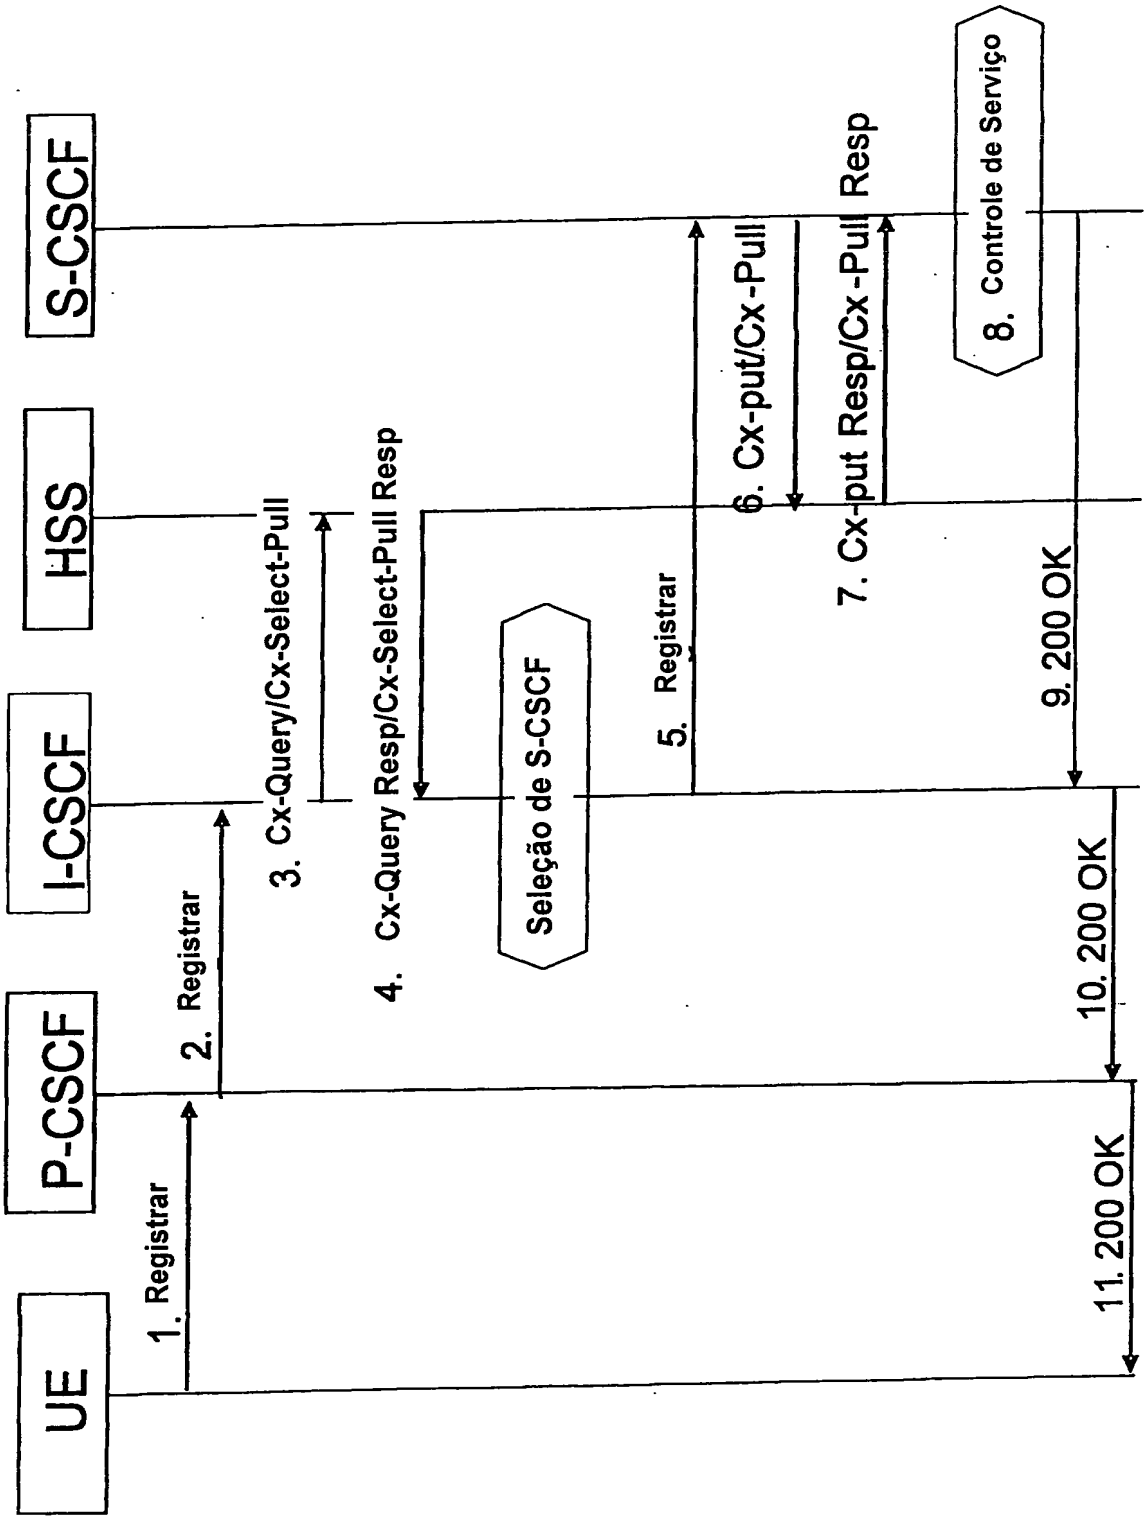 UE
P-CSCF
I-CSCF
HSS
S-CSCF
1. Registrar
2. Registrar
3. Cx-Query/Cx-Select-Pull
4. Cx-Query Resp/Cx-Select-Pull Resp
Seleção de S-CSCF
5. Registrar
6. Cx-put/Cx-Pull
7. Cx-put Resp/Cx-Pull Resp
8. Controle de Serviço
9. 200 OK
10. 200 OK
11. 200 OK